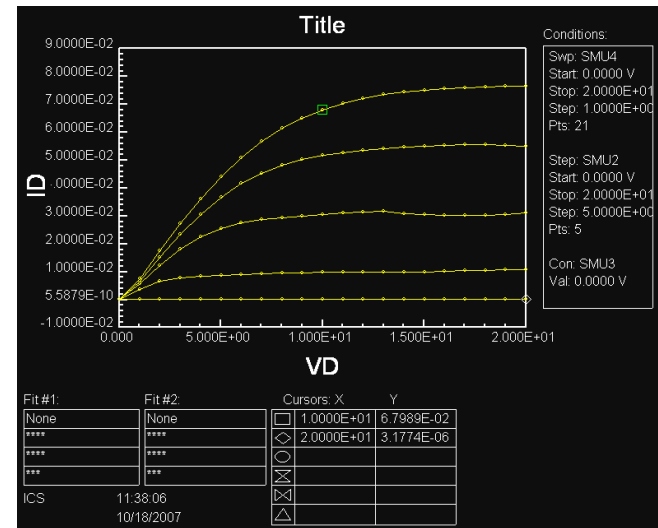 Title
ID
9.0000E-02
8.0000E-02
7.0000E-02
6.0000E-02
5.0000E-02
.0000E-02
3.0000E-02
2.0000E-02
1.0000E-02
5.5879E-10
-1.0000E-02
0.000
5.000E+00
1.000E+01
1.500E+01
2.000E+01
VD
Conditions:
Swp: SMU4
Start: 0.0000 V
Stop: 2.0000E+01
Step: 1.0000E+00
Pts: 21
Step: SMU2
Start: 0.0000 V
Stop: 2.0000E+01
Step: 5.0000E+00
Pts: 5
Con: SMU3
Val: 0.0000 V
Fit #1:
None
****
****
***
Fit #2:
None
****
****
***
Cursors: X Y
1.0000E+01 6.7989E-02
2.0000E+01 3.1774E-06
ICS 11:38:06
10/18/2007